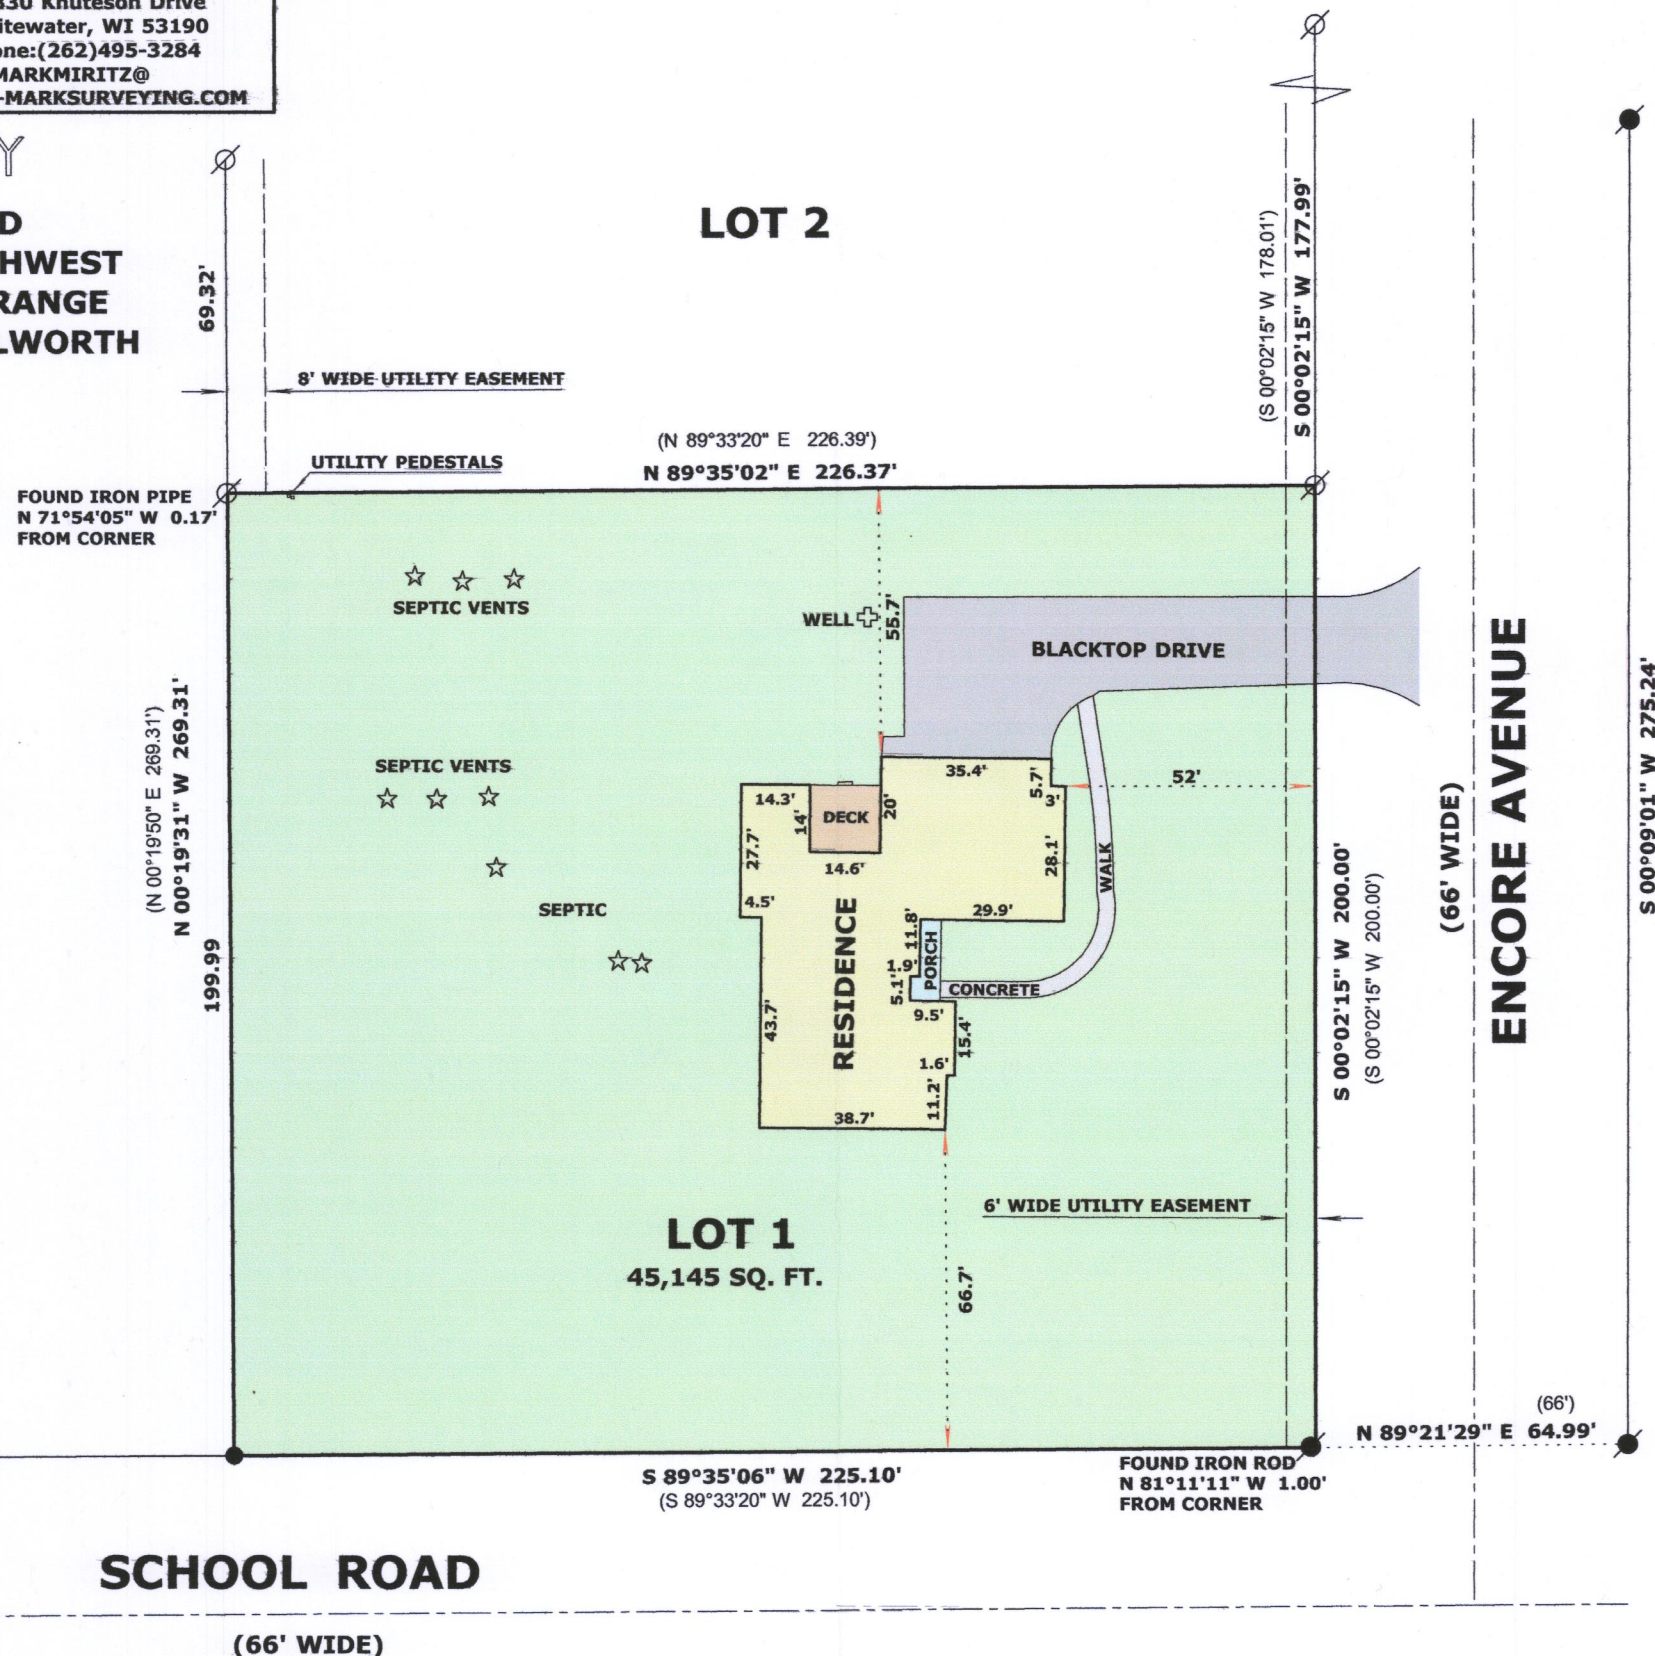 830 Knuteson Drive
itewater, WI 53190
one:(262)495-3284
MARKMIRITZ@
-MARKSURVEYING.COM
Y
D
HWEST
RANGE
LWORTH
LOT 2
69.32'
8' WIDE UTILITY EASEMENT
(S 00°02'15" W 178.01')
S 00°02'15" W 177.99'
(N 89°33'20" E 226.39')
N 89°35'02" E 226.37'
UTILITY PEDESTALS
FOUND IRON PIPE
N 71°54'05" W 0.17'
FROM CORNER
SEPTIC VENTS
WELL
55.7'
BLACKTOP DRIVE
(N 00°19'50" E 269.31')
N 00°19'31" W 269.31'
199.99
SEPTIC VENTS
SEPTIC
35.4'
5.7'
3'
52'
14.3'
14'
DECK
20'
27.7'
14.6'
28.1'
WALK
4.5'
29.9'
11.8'
PORCH
1.9'
5.1'
CONCRETE
RESIDENCE
9.5'
43.7'
15.4'
1.6'
11.2'
38.7'
S 00°02'15" W 200.00'
(S 00°02'15" W 200.00')
(66' WIDE)
ENCORE AVENUE
S 00°09'01" W 275.24'
6' WIDE UTILITY EASEMENT
LOT 1
45,145 SQ. FT.
66.7'
(66')
N 89°21'29" E 64.99'
S 89°35'06" W 225.10'
(S 89°33'20" W 225.10')
FOUND IRON ROD
N 81°11'11" W 1.00'
FROM CORNER
SCHOOL ROAD
(66' WIDE)